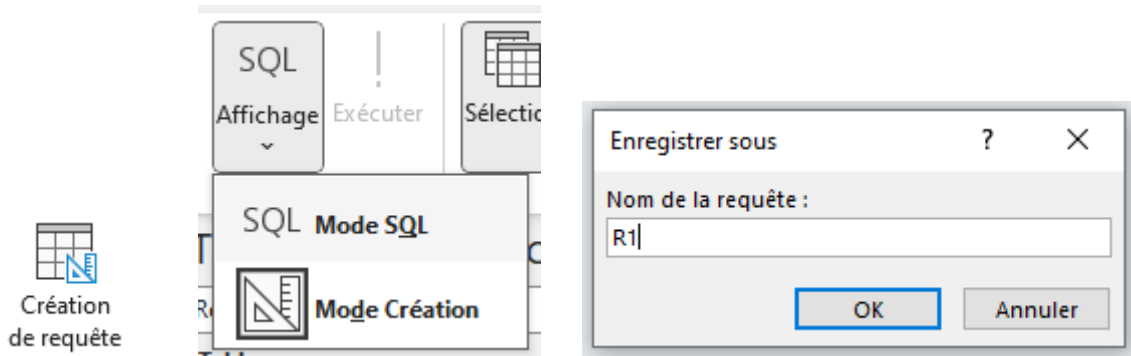 Création
de requête
SQL
Affichage
Exécuter
SQL Mode SQL
Mode Création
Enregistrer sous ? ×
Nom de la requête :
R1
OK Annuler